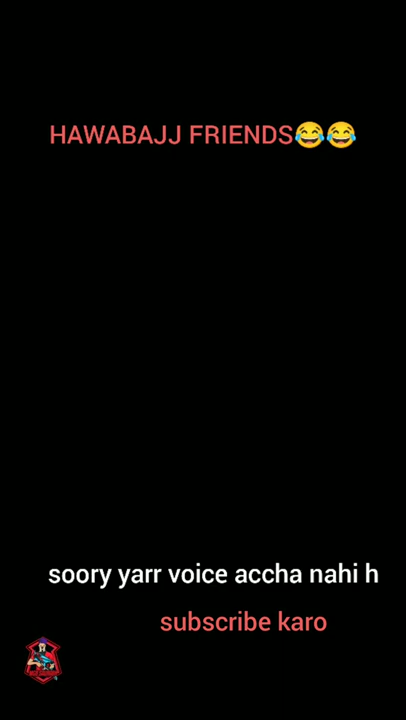 HAWABAJJ FRIENDS😂😂
soory yarr voice accha nahi h
subscribe karo